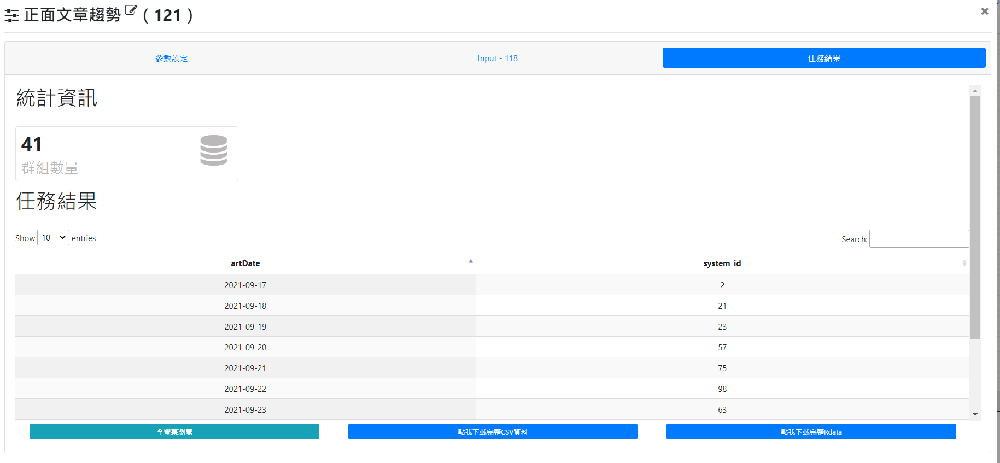 正面文章趨勢 ( 121 )
參數設定
Input - 118
任務結果
統計資訊
41
群組數量
任務結果
Show 10 entries
Search:
artDate system_id
2021-09-17 2
2021-09-18 21
2021-09-19 23
2021-09-20 57
2021-09-21 75
2021-09-22 98
2021-09-23 63
全螢幕瀏覽
點我下載完整CSV資料
點我下載完整Rdata